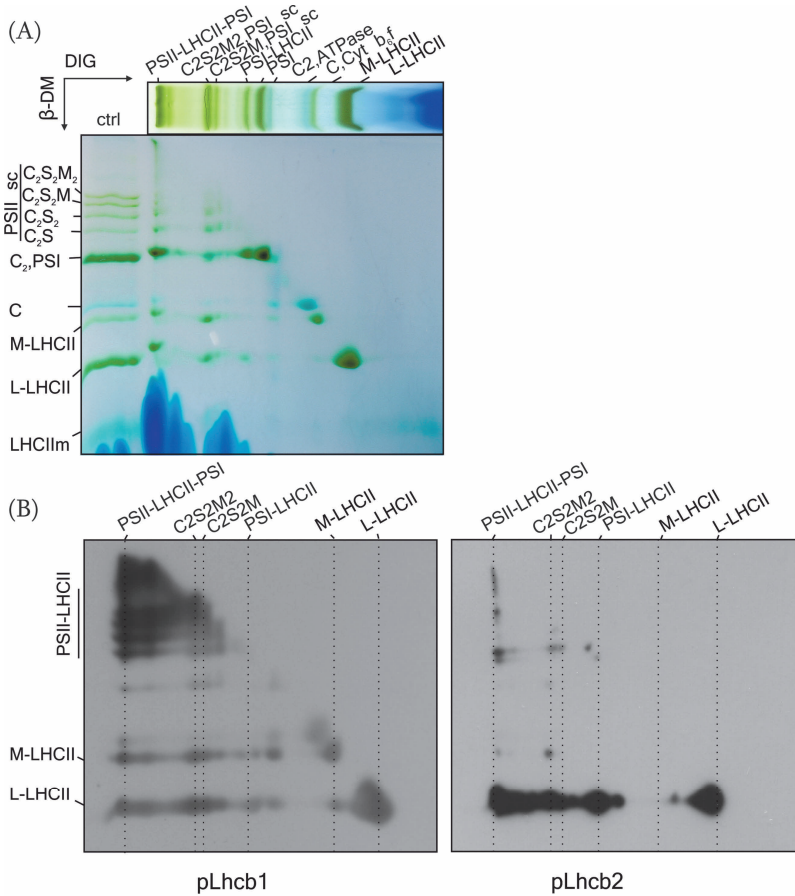 (A)
PSII-LHCII-PSI
C2S2M2,PSI_sc
C2S2M,PSI_sc
PSI-LHCII
PSI
C2,ATPase
C,Cyt b₆f
M-LHCII
L-LHCII
DIG
β-DM
ctrl
PSII_sc
C₂S₂M₂
C₂S₂M
C₂S₂
C₂S
C₂,PSI
C
M-LHCII
L-LHCII
LHCIIm
(B)
PSII-LHCII-PSI
C2S2M2
C2S2M
PSI-LHCII
M-LHCII
L-LHCII
PSII-LHCII-PSI
C2S2M2
C2S2M
PSI-LHCII
M-LHCII
L-LHCII
PSII-LHCII
M-LHCII
L-LHCII
pLhcb1
pLhcb2